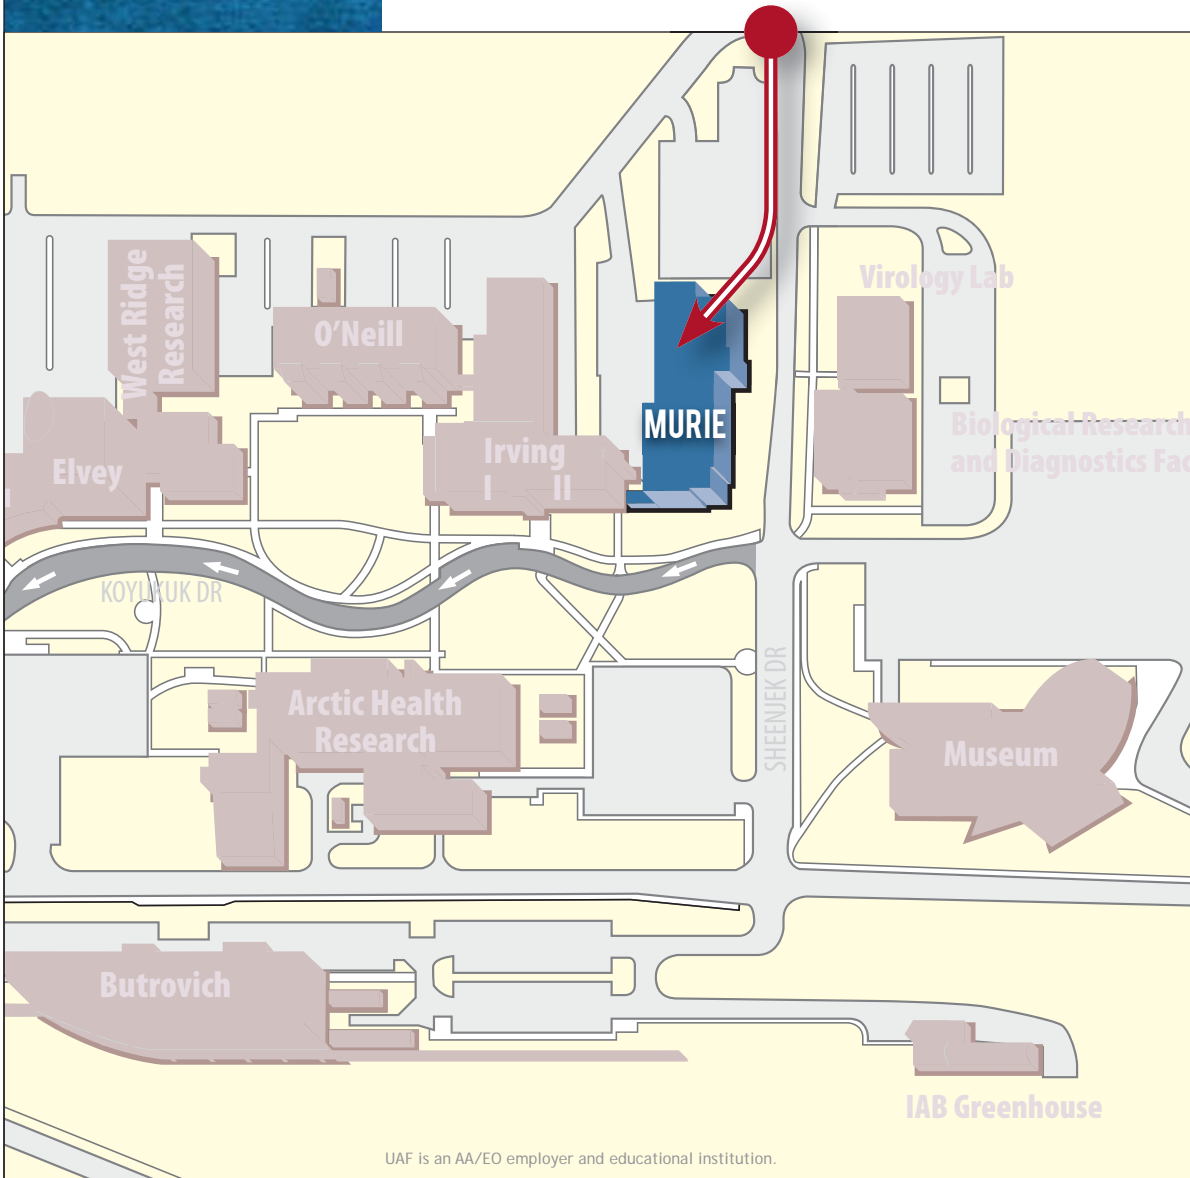 Virology Lab
West Ridge
Research
O'Neill
MURIE
Biological Research
and Diagnostics Fac
Irving
I II
Elvey
KOYUKUK DR
SHEENJEK DR
Arctic Health
Research
Museum
Butrovich
IAB Greenhouse
UAF is an AA/EO employer and educational institution.